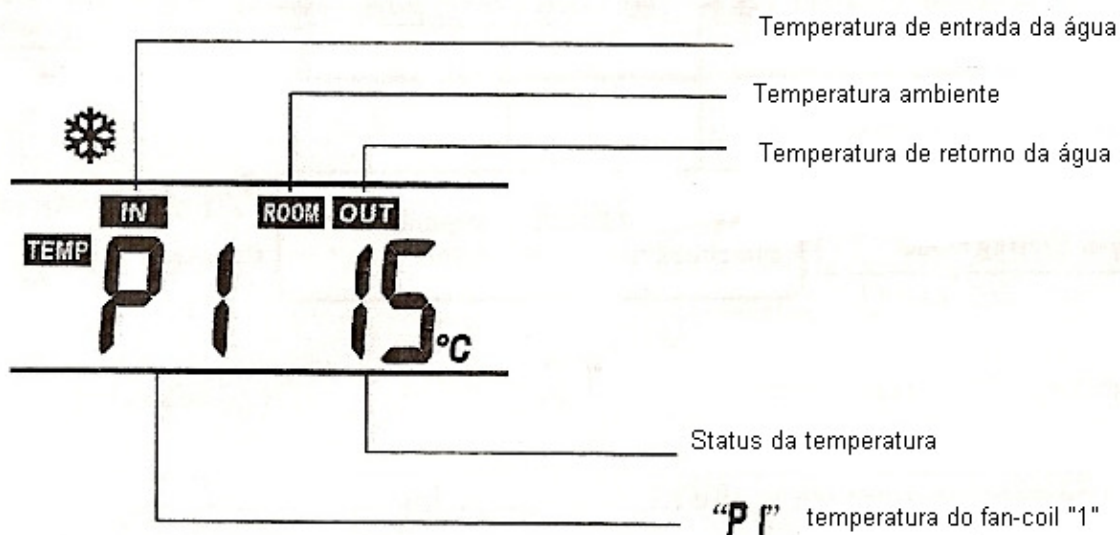 Temperatura de entrada da água
Temperatura ambiente
Temperatura de retorno da água
IN ROOM OUT
TEMP P1 15 °C
Status da temperatura
“P1” temperatura do fan-coil "1"